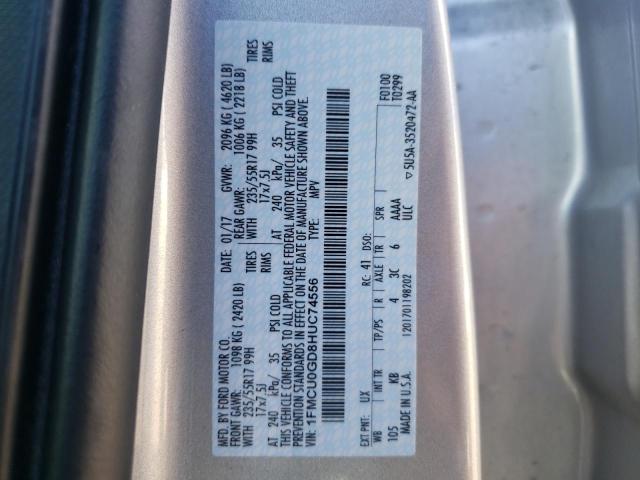 MFD. BY FORD MOTOR CO.
DATE: 01/17 GVWR: 2096 KG ( 4620 LB)
FRONT GAWR: 1098 KG ( 2420 LB) REAR GAWR: 1006 KG ( 2218 LB)
WITH 235/55R17 99H TIRES WITH 235/55R17 99H TIRES
17x7.5J RIMS 17x7.5J RIMS
AT 240 kPa/ 35 PSI COLD AT 240 kPa/ 35 PSI COLD
THIS VEHICLE CONFORMS TO ALL APPLICABLE FEDERAL MOTOR VEHICLE SAFETY AND THEFT
PREVENTION STANDARDS IN EFFECT ON THE DATE OF MANUFACTURE SHOWN ABOVE.
VIN: 1FMCU0GD8HUC74556 TYPE: MPV
EXT PNT: UX RC: 41 DSO: F0100
T0299
WB INT TR TP/PS R AXLE TR SPR
105 KB 4 3C 6 AAAA
ULC
MADE IN U.S.A. 1201701198202 ▽5U5A-3520472-AA